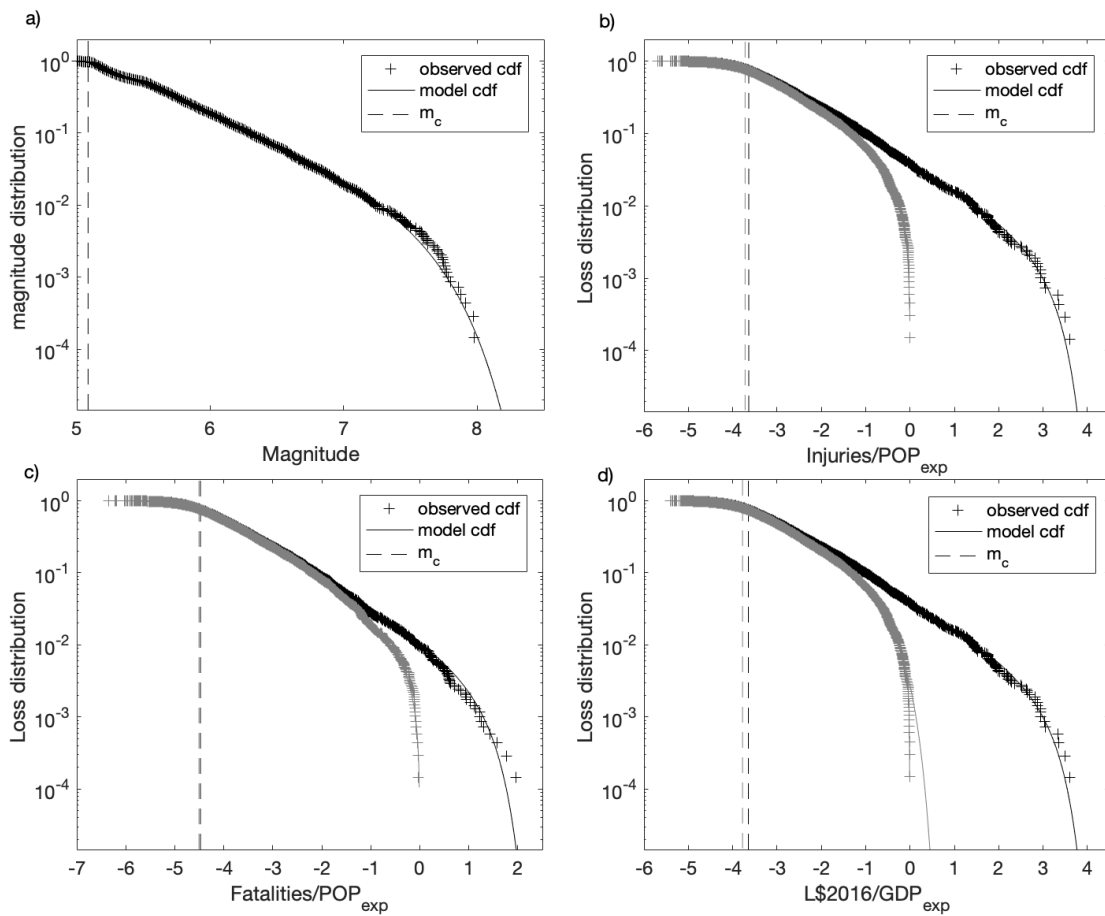 a)
10^0
10^-1
10^-2
10^-3
10^-4
magnitude distribution
observed cdf
model cdf
m_c
5 6 7 8
Magnitude
b)
10^0
10^-1
10^-2
10^-3
10^-4
Loss distribution
observed cdf
model cdf
m_c
-6 -5 -4 -3 -2 -1 0 1 2 3 4
Injuries/POP_exp
c)
10^0
10^-1
10^-2
10^-3
10^-4
Loss distribution
observed cdf
model cdf
m_c
-7 -6 -5 -4 -3 -2 -1 0 1 2
Fatalities/POP_exp
d)
10^0
10^-1
10^-2
10^-3
10^-4
Loss distribution
observed cdf
model cdf
m_c
-6 -5 -4 -3 -2 -1 0 1 2 3 4
L$2016/GDP_exp